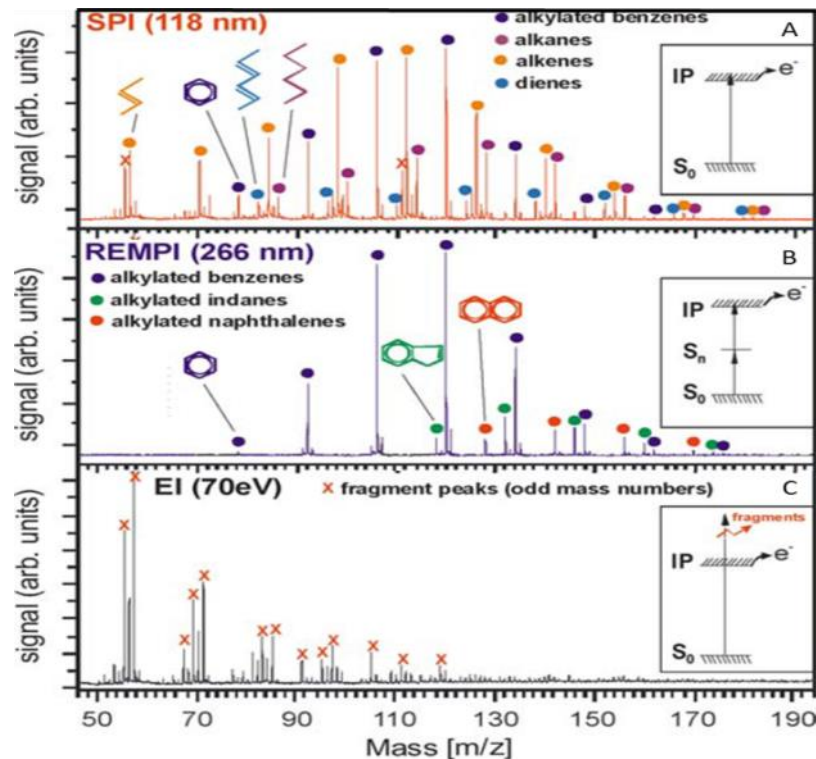 SPI (118 nm)
alkylated benzenes
alkanes
alkenes
dienes
A
IP
e-
S0
signal (arb. units)
x
x
REMPI (266 nm)
alkylated benzenes
alkylated indanes
alkylated naphthalenes
B
IP
e-
Sn
S0
signal (arb. units)
EI (70eV)
x fragment peaks (odd mass numbers)
C
fragments
IP
e-
S0
signal (arb. units)
x x x x x x x x x x x x x x
50 70 90 110 130 150 170 190
Mass [m/z]